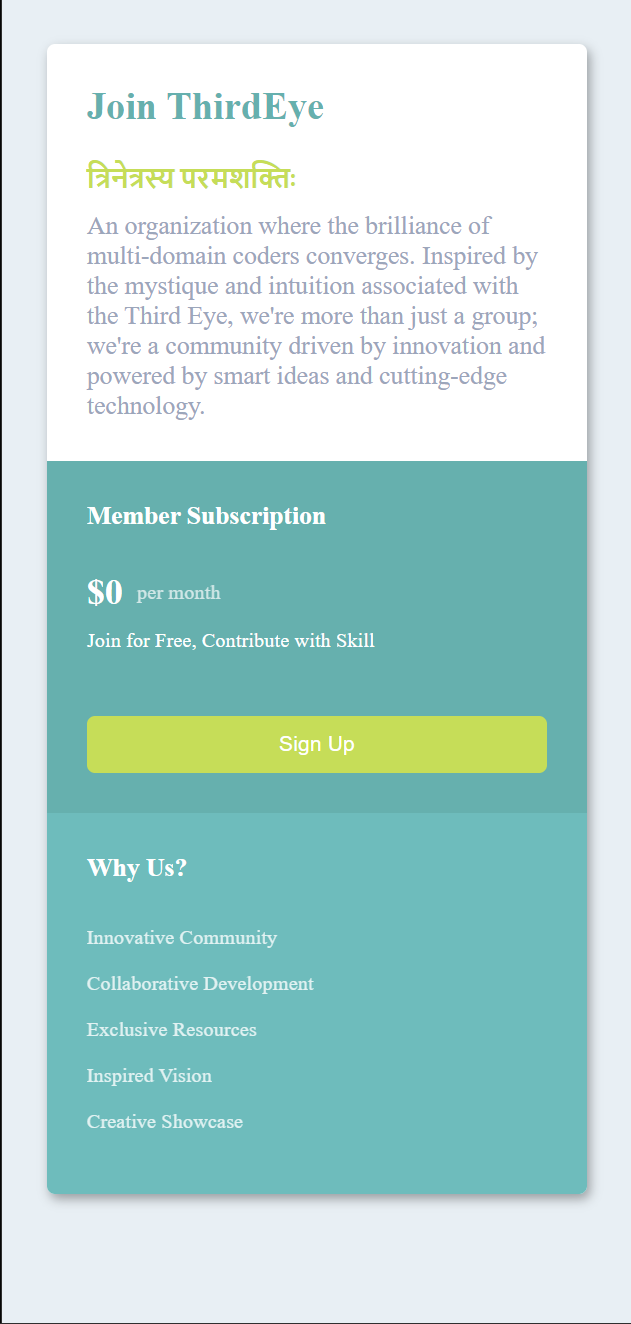 Join ThirdEye
त्रिनेत्रस्य परमशक्तिः
An organization where the brilliance of
multi-domain coders converges. Inspired by
the mystique and intuition associated with
the Third Eye, we're more than just a group;
we're a community driven by innovation and
powered by smart ideas and cutting-edge
technology.
Member Subscription
$0 per month
Join for Free, Contribute with Skill
Sign Up
Why Us?
Innovative Community
Collaborative Development
Exclusive Resources
Inspired Vision
Creative Showcase